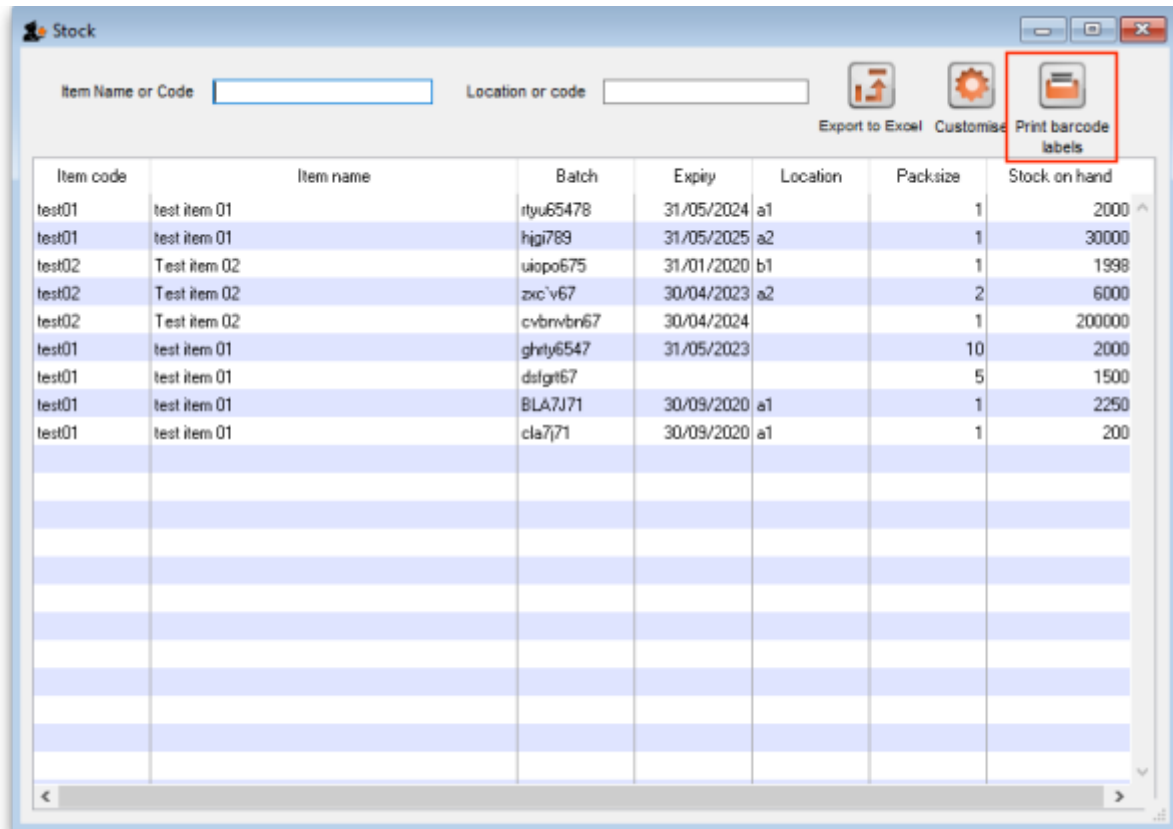 Stock
Item Name or Code Location or code
Export to Excel Customise Print barcode
labels
Item code Item name Batch Expiry Location Packsize Stock on hand
test01 test item 01 rtyu65478 31/05/2024 a1 1 2000
test01 test item 01 hjgi789 31/05/2025 a2 1 30000
test02 Test item 02 uiopo675 31/01/2020 b1 1 1998
test02 Test item 02 zxc`v67 30/04/2023 a2 2 6000
test02 Test item 02 cvbnvbn67 30/04/2024 1 200000
test01 test item 01 ghrty6547 31/05/2023 10 2000
test01 test item 01 dsfgrt67 5 1500
test01 test item 01 BLA7J71 30/09/2020 a1 1 2250
test01 test item 01 cla7j71 30/09/2020 a1 1 200